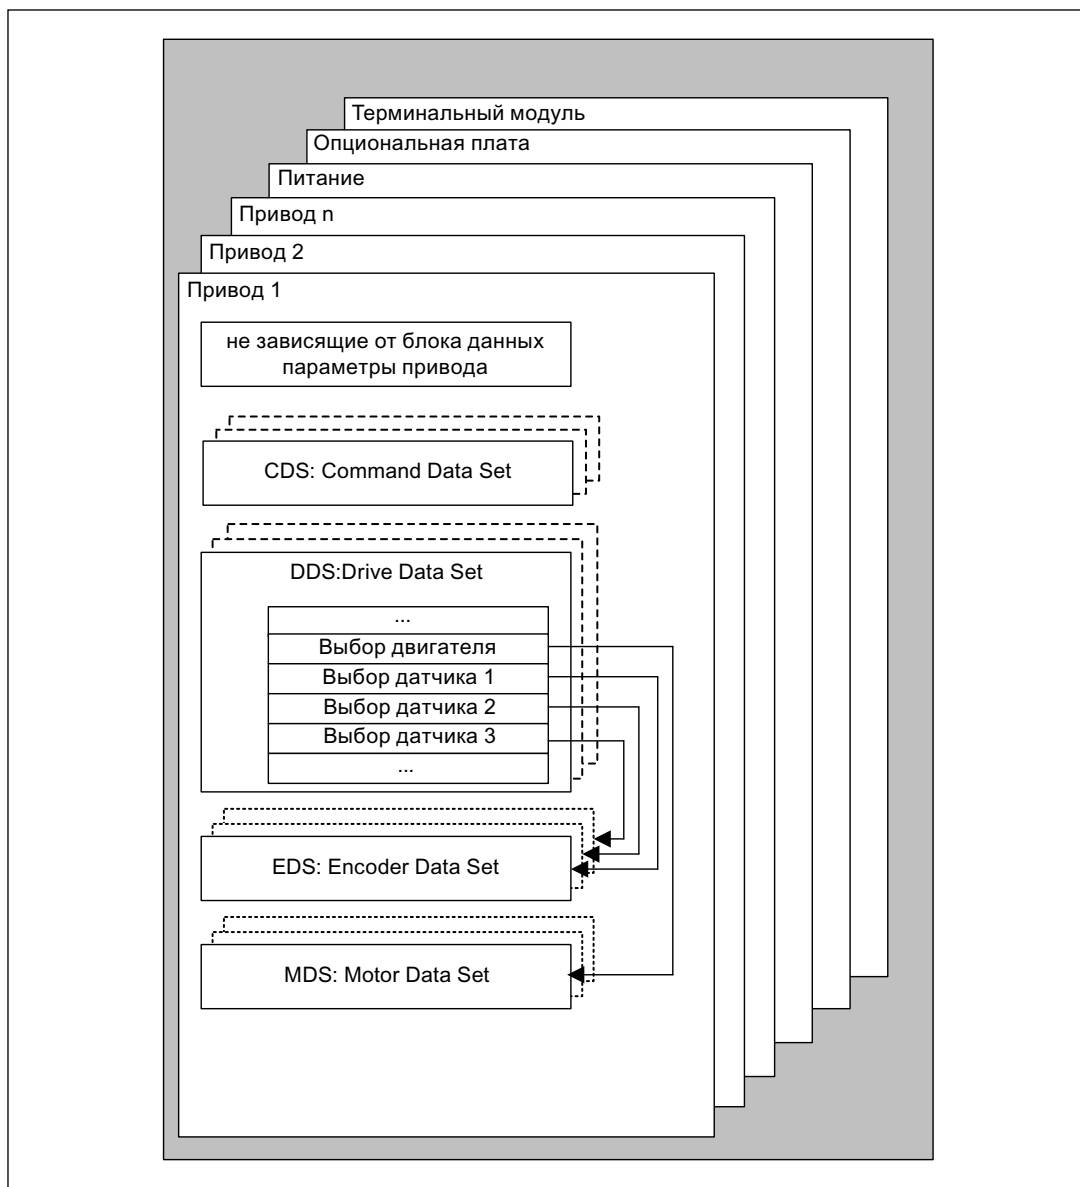 Терминальный модуль
Опциональная плата
Питание
Привод n
Привод 2
Привод 1
не зависящие от блока данных
параметры привода
CDS: Command Data Set
DDS:Drive Data Set
...
Выбор двигателя
Выбор датчика 1
Выбор датчика 2
Выбор датчика 3
...
EDS: Encoder Data Set
MDS: Motor Data Set